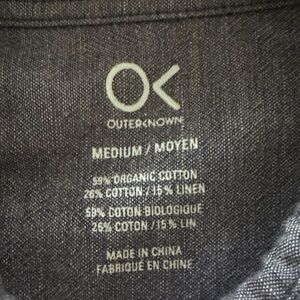 OK
OUTERKNOWN
MEDIUM / MOYEN
59% ORGANIC COTTON
26% COTTON / 15% LINEN
59% COTON BIOLOGIQUE
26% COTON / 15% LIN
MADE IN CHINA
FABRIQUÉ EN CHINE